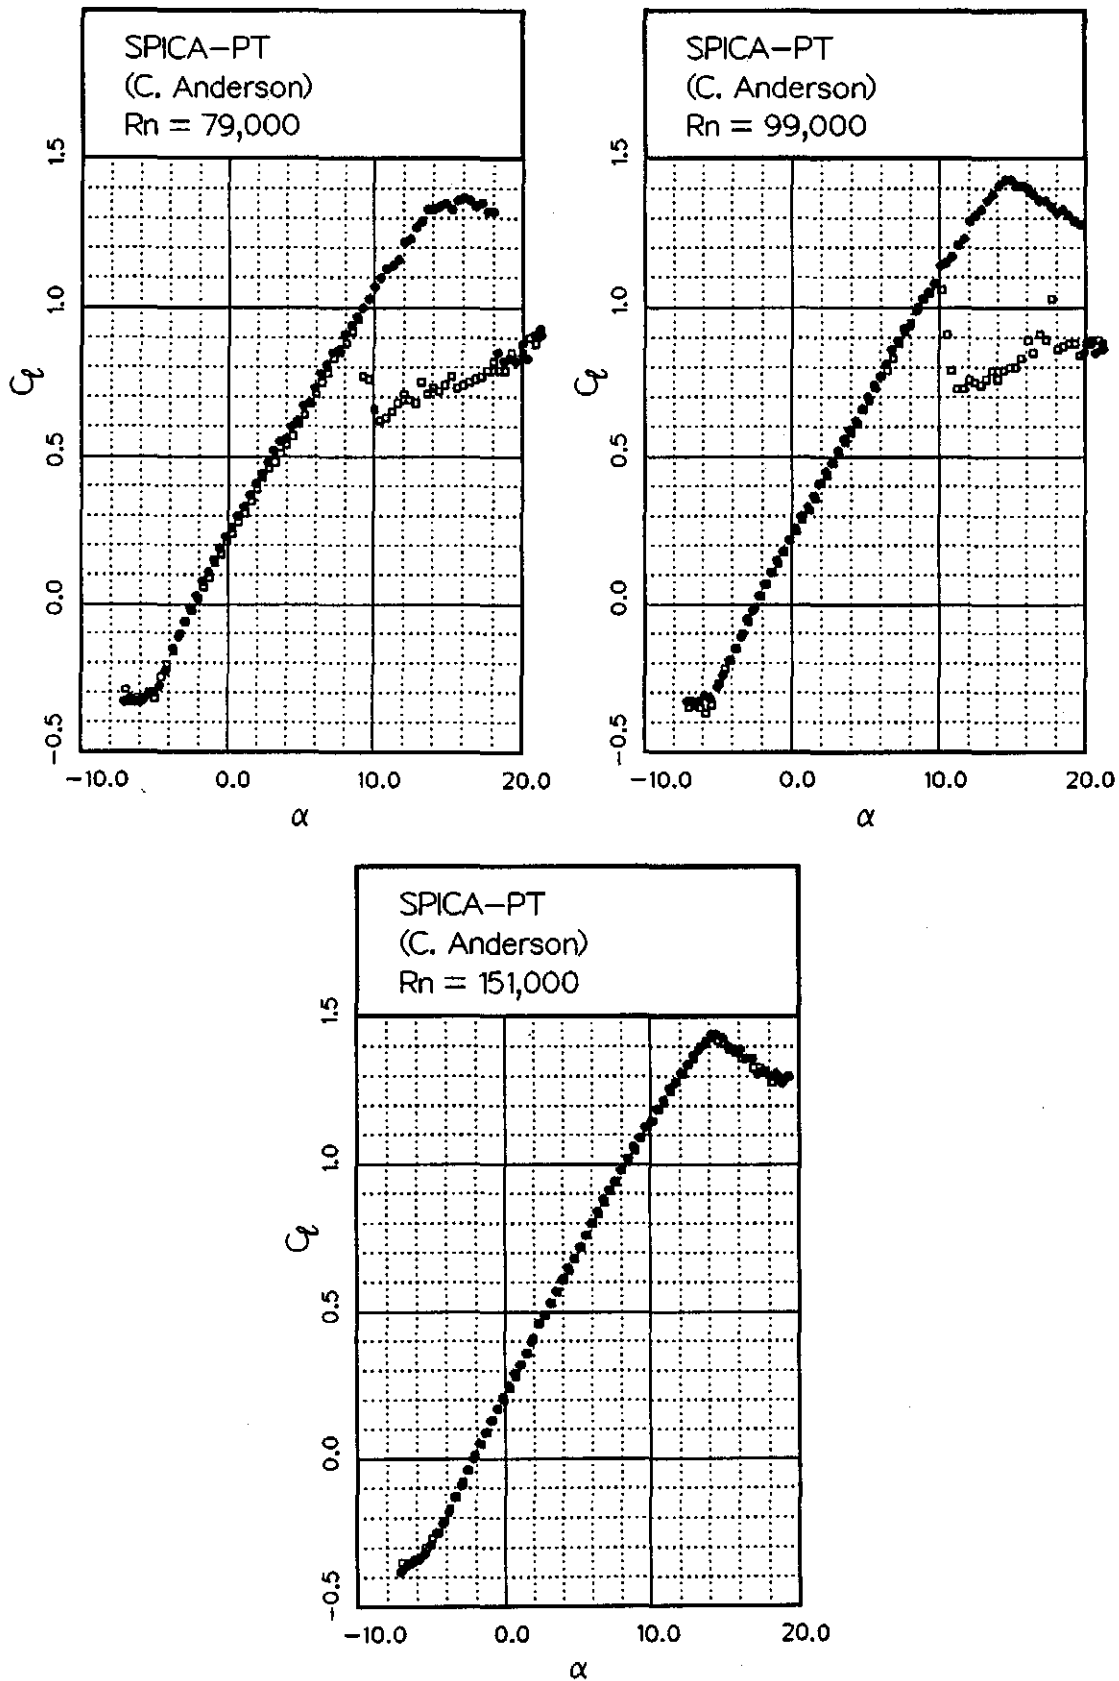 SPICA-PT
(C. Anderson)
Rn = 79,000
1.5
1.0
0.5
0.0
-0.5
Cℓ
-10.0 0.0 10.0 20.0
α
SPICA-PT
(C. Anderson)
Rn = 99,000
1.5
1.0
0.5
0.0
-0.5
Cℓ
-10.0 0.0 10.0 20.0
α
SPICA-PT
(C. Anderson)
Rn = 151,000
1.5
1.0
0.5
0.0
-0.5
Cℓ
-10.0 0.0 10.0 20.0
α